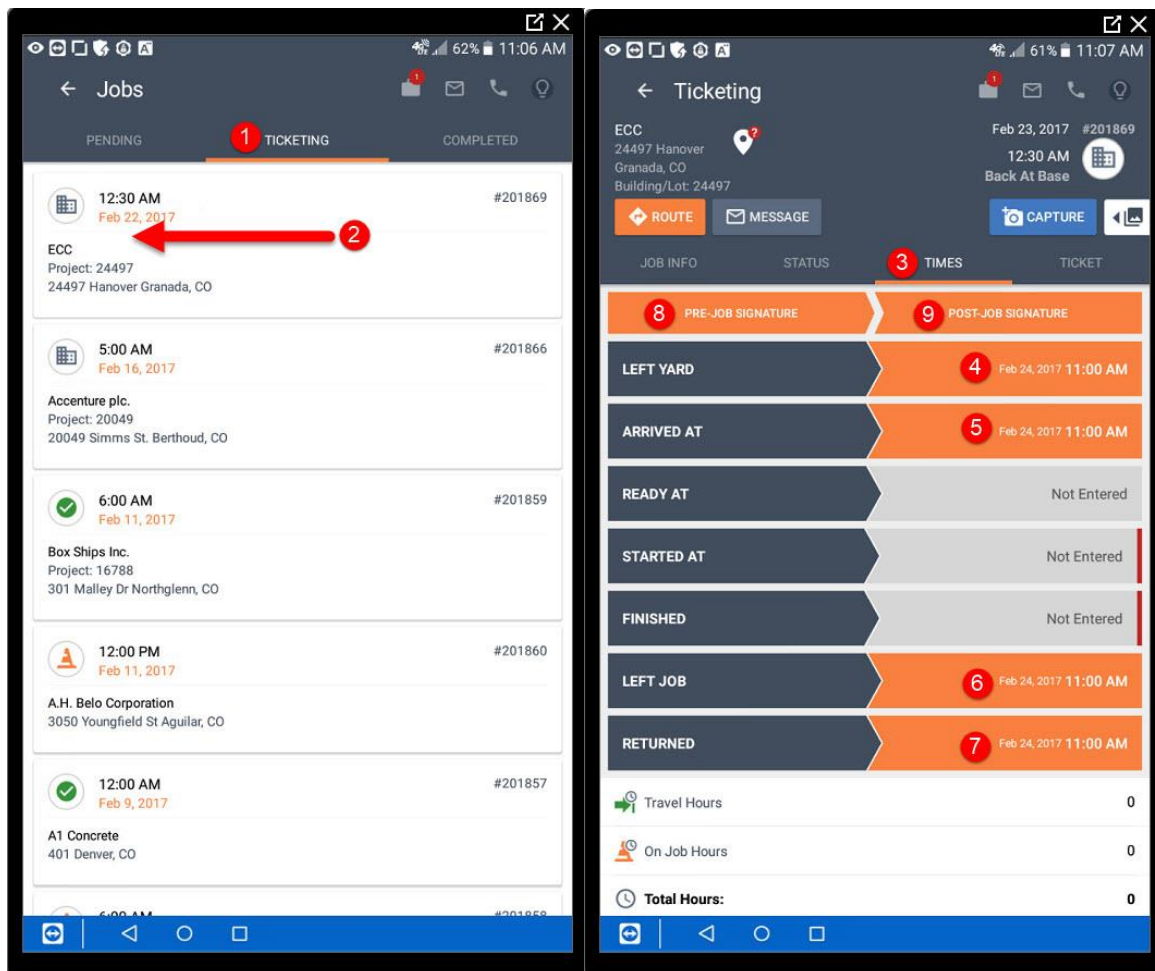 62% 11:06 AM
Jobs
1
PENDING
1 TICKETING
COMPLETED
12:30 AM
#201869
Feb 22, 2017
2
ECC
Project: 24497
24497 Hanover Granada, CO
5:00 AM
#201866
Feb 16, 2017
Accenture plc.
Project: 20049
20049 Simms St. Berthoud, CO
6:00 AM
#201859
Feb 11, 2017
Box Ships Inc.
Project: 16788
301 Malley Dr Northglenn, CO
12:00 PM
#201860
Feb 11, 2017
A.H. Belo Corporation
3050 Youngfield St Aguilar, CO
12:00 AM
#201857
Feb 9, 2017
A1 Concrete
401 Denver, CO
6:00 AM
#201858
61% 11:07 AM
Ticketing
1
ECC
24497 Hanover
Granada, CO
Building/Lot: 24497
?
Feb 23, 2017 #201869
12:30 AM
Back At Base
ROUTE
MESSAGE
CAPTURE
JOB INFO
STATUS
3 TIMES
TICKET
8 PRE-JOB SIGNATURE
9 POST-JOB SIGNATURE
LEFT YARD
4 Feb 24, 2017 11:00 AM
ARRIVED AT
5 Feb 24, 2017 11:00 AM
READY AT
Not Entered
STARTED AT
Not Entered
FINISHED
Not Entered
LEFT JOB
6 Feb 24, 2017 11:00 AM
RETURNED
7 Feb 24, 2017 11:00 AM
Travel Hours 0
On Job Hours 0
Total Hours: 0